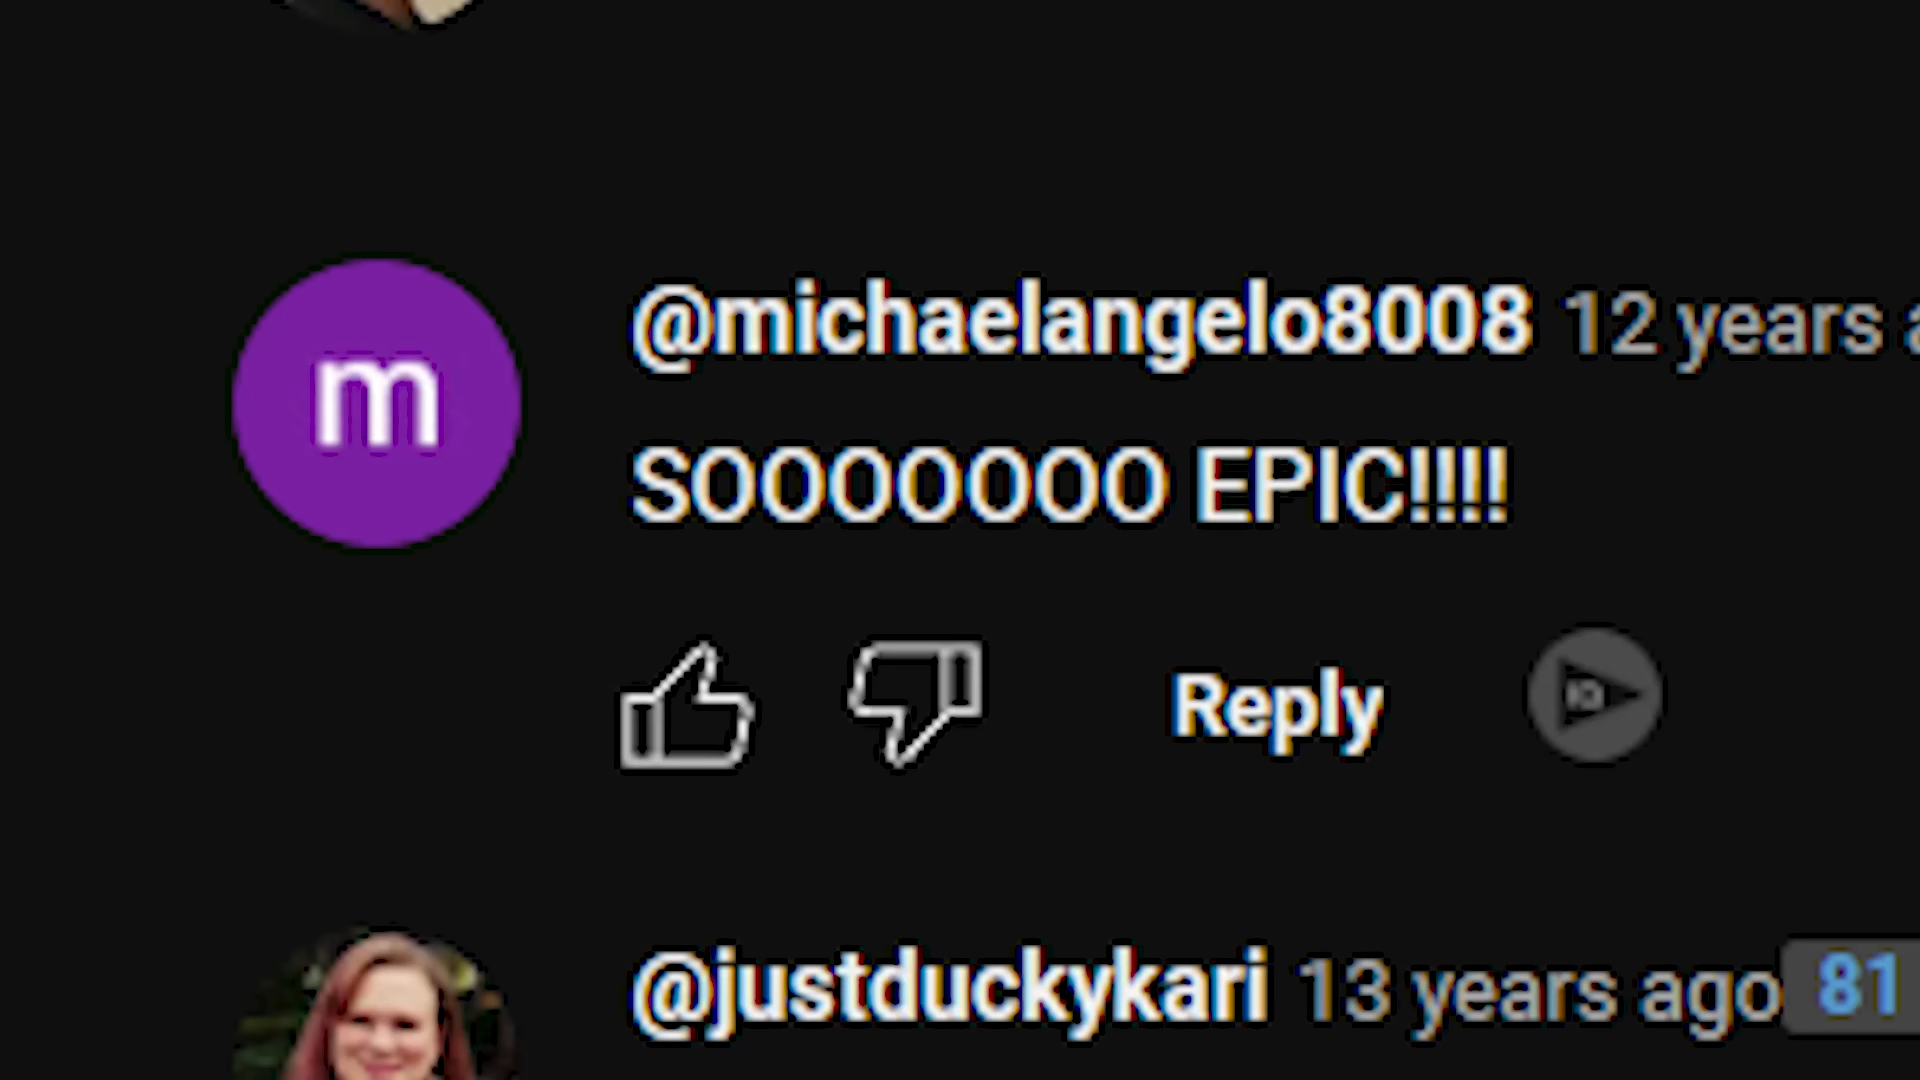 m
@michaelangelo8008 12 years a
SOOOOOOO EPIC!!!!
Reply
@justduckykari 13 years ago 81